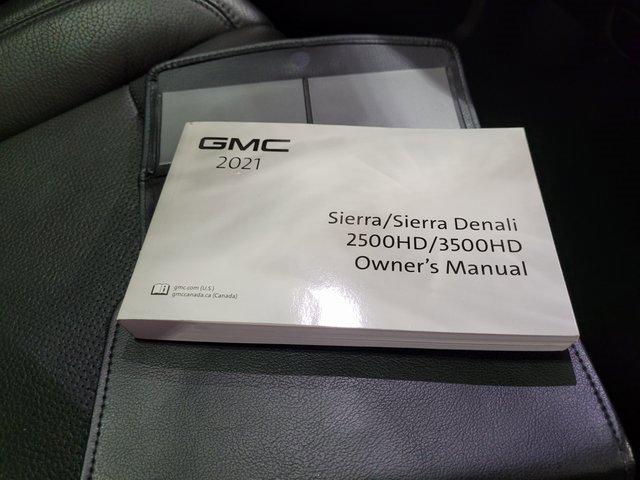 GMC
2021
Sierra/Sierra Denali
2500HD/3500HD
Owner's Manual
gmc.com (U.S.)
gmccanada.ca (Canada)